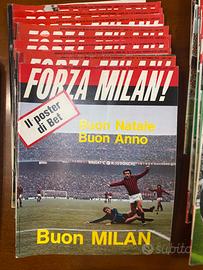 FORZA MILAN!
Il poster
di Bet
Buon Natale
Buon Anno
Buon MILAN
subito